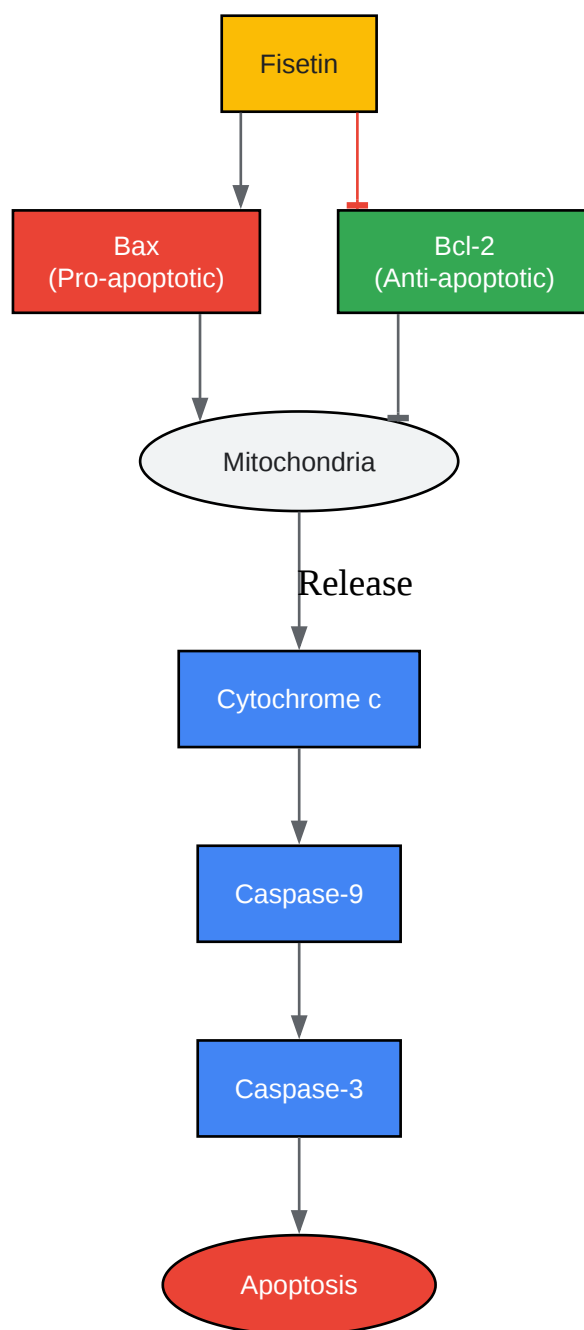 Fisetin
Bax
(Pro-apoptotic)
Bcl-2
(Anti-apoptotic)
Mitochondria
Release
Cytochrome c
Caspase-9
Caspase-3
Apoptosis